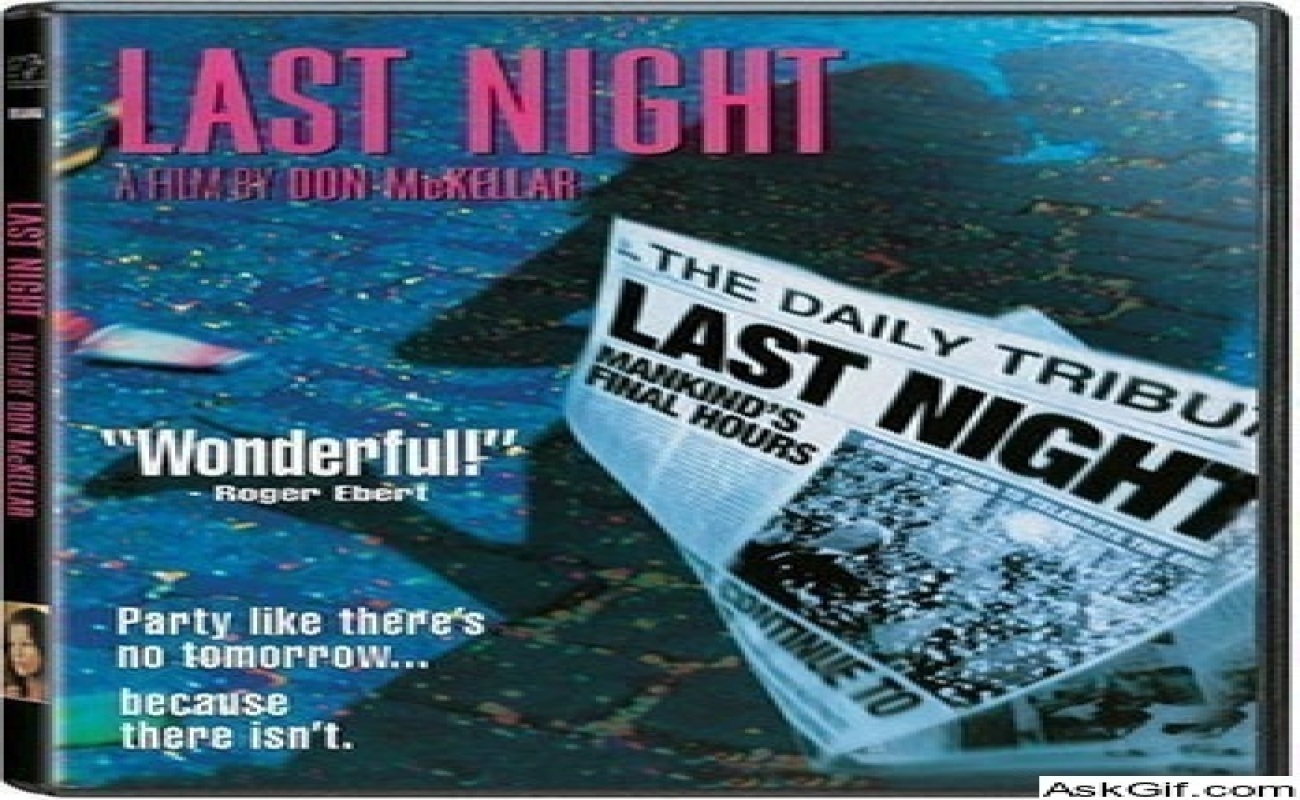 LAST NIGHT
A FILM BY DON McKELLAR
LAST NIGHT A FILM BY DON McKELLAR
THE DAILY TRIBU
LAST NIGHT
MANKIND'S
FINAL HOURS
"Wonderful!"
- Roger Ebert
CONTINUE TO
Party like there's
no tomorrow...
because
there isn't.
AskGif.com